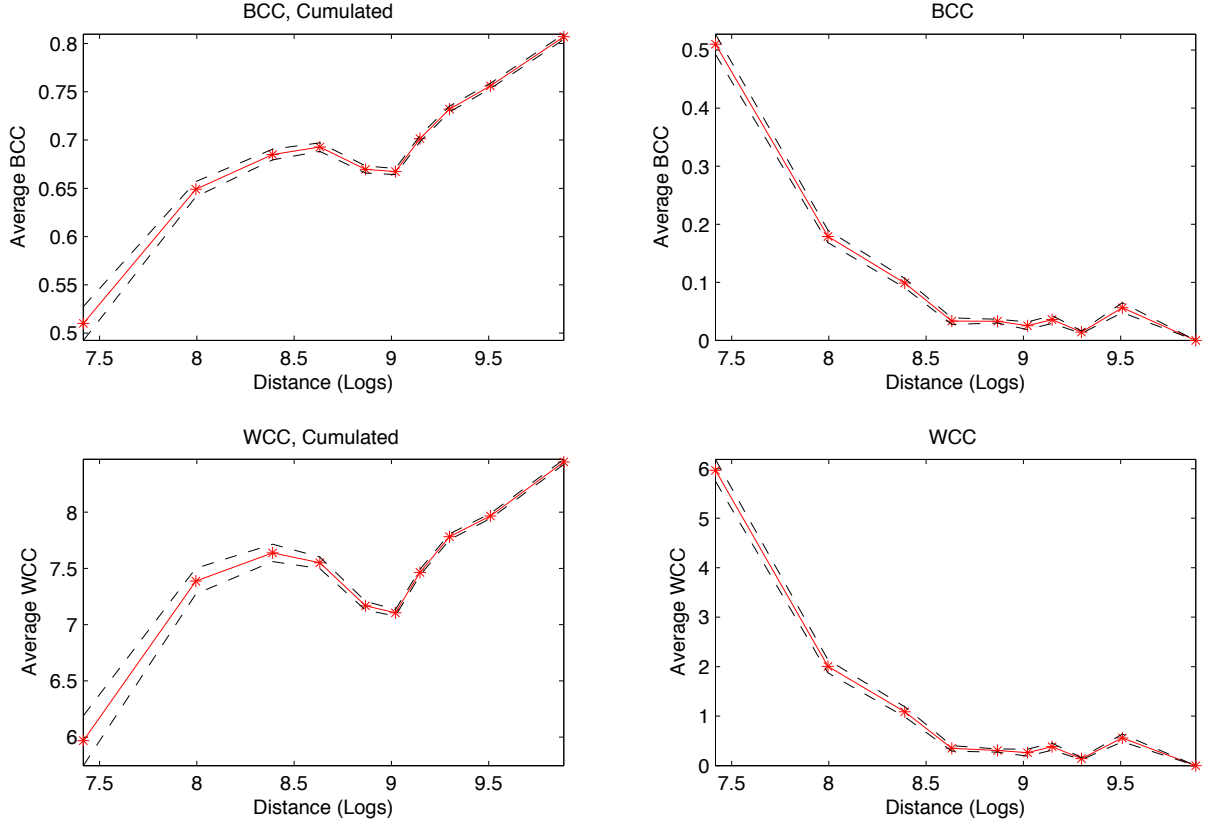 BCC, Cumulated
0.8
0.75
0.7
0.65
0.6
0.55
0.5
Average BCC
7.5 8 8.5 9 9.5
Distance (Logs)
BCC
0.5
0.4
0.3
0.2
0.1
0
Average BCC
7.5 8 8.5 9 9.5
Distance (Logs)
WCC, Cumulated
8
7.5
7
6.5
6
Average WCC
7.5 8 8.5 9 9.5
Distance (Logs)
WCC
6
5
4
3
2
1
0
Average WCC
7.5 8 8.5 9 9.5
Distance (Logs)